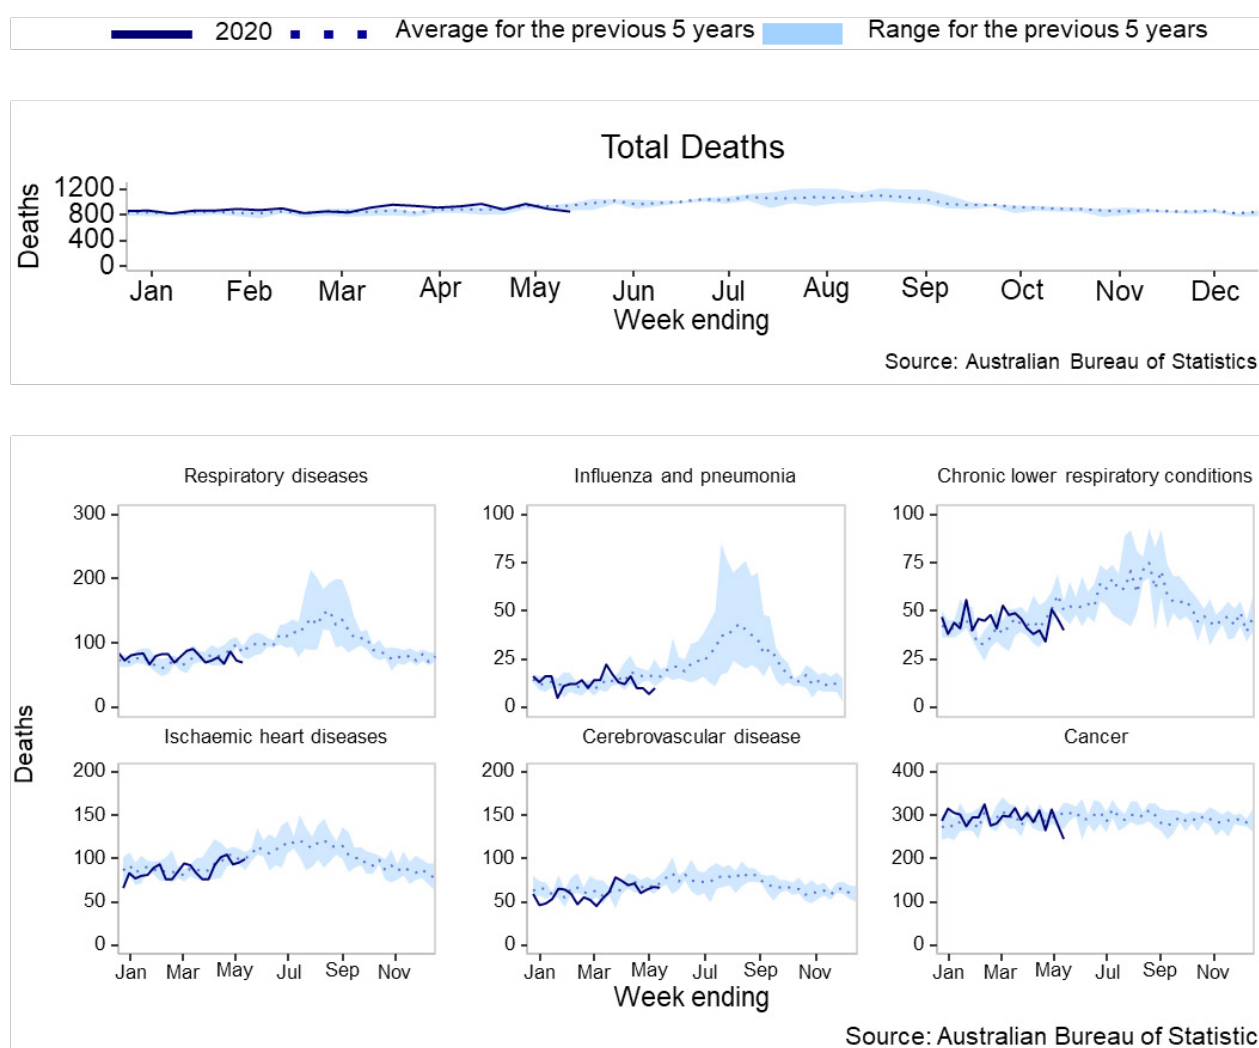 2020 Average for the previous 5 years Range for the previous 5 years
Total Deaths
Deaths
1200
800
400
0
Jan Feb Mar Apr May Jun Jul Aug Sep Oct Nov Dec
Week ending
Source: Australian Bureau of Statistics
Deaths
Respiratory diseases
300
200
100
0
Influenza and pneumonia
100
75
50
25
0
Chronic lower respiratory conditions
100
75
50
25
0
Ischaemic heart diseases
200
150
100
50
0
Jan Mar May Jul Sep Nov
Cerebrovascular disease
200
150
100
50
0
Jan Mar May Jul Sep Nov
Cancer
400
300
200
100
0
Jan Mar May Jul Sep Nov
Week ending
Source: Australian Bureau of Statistic